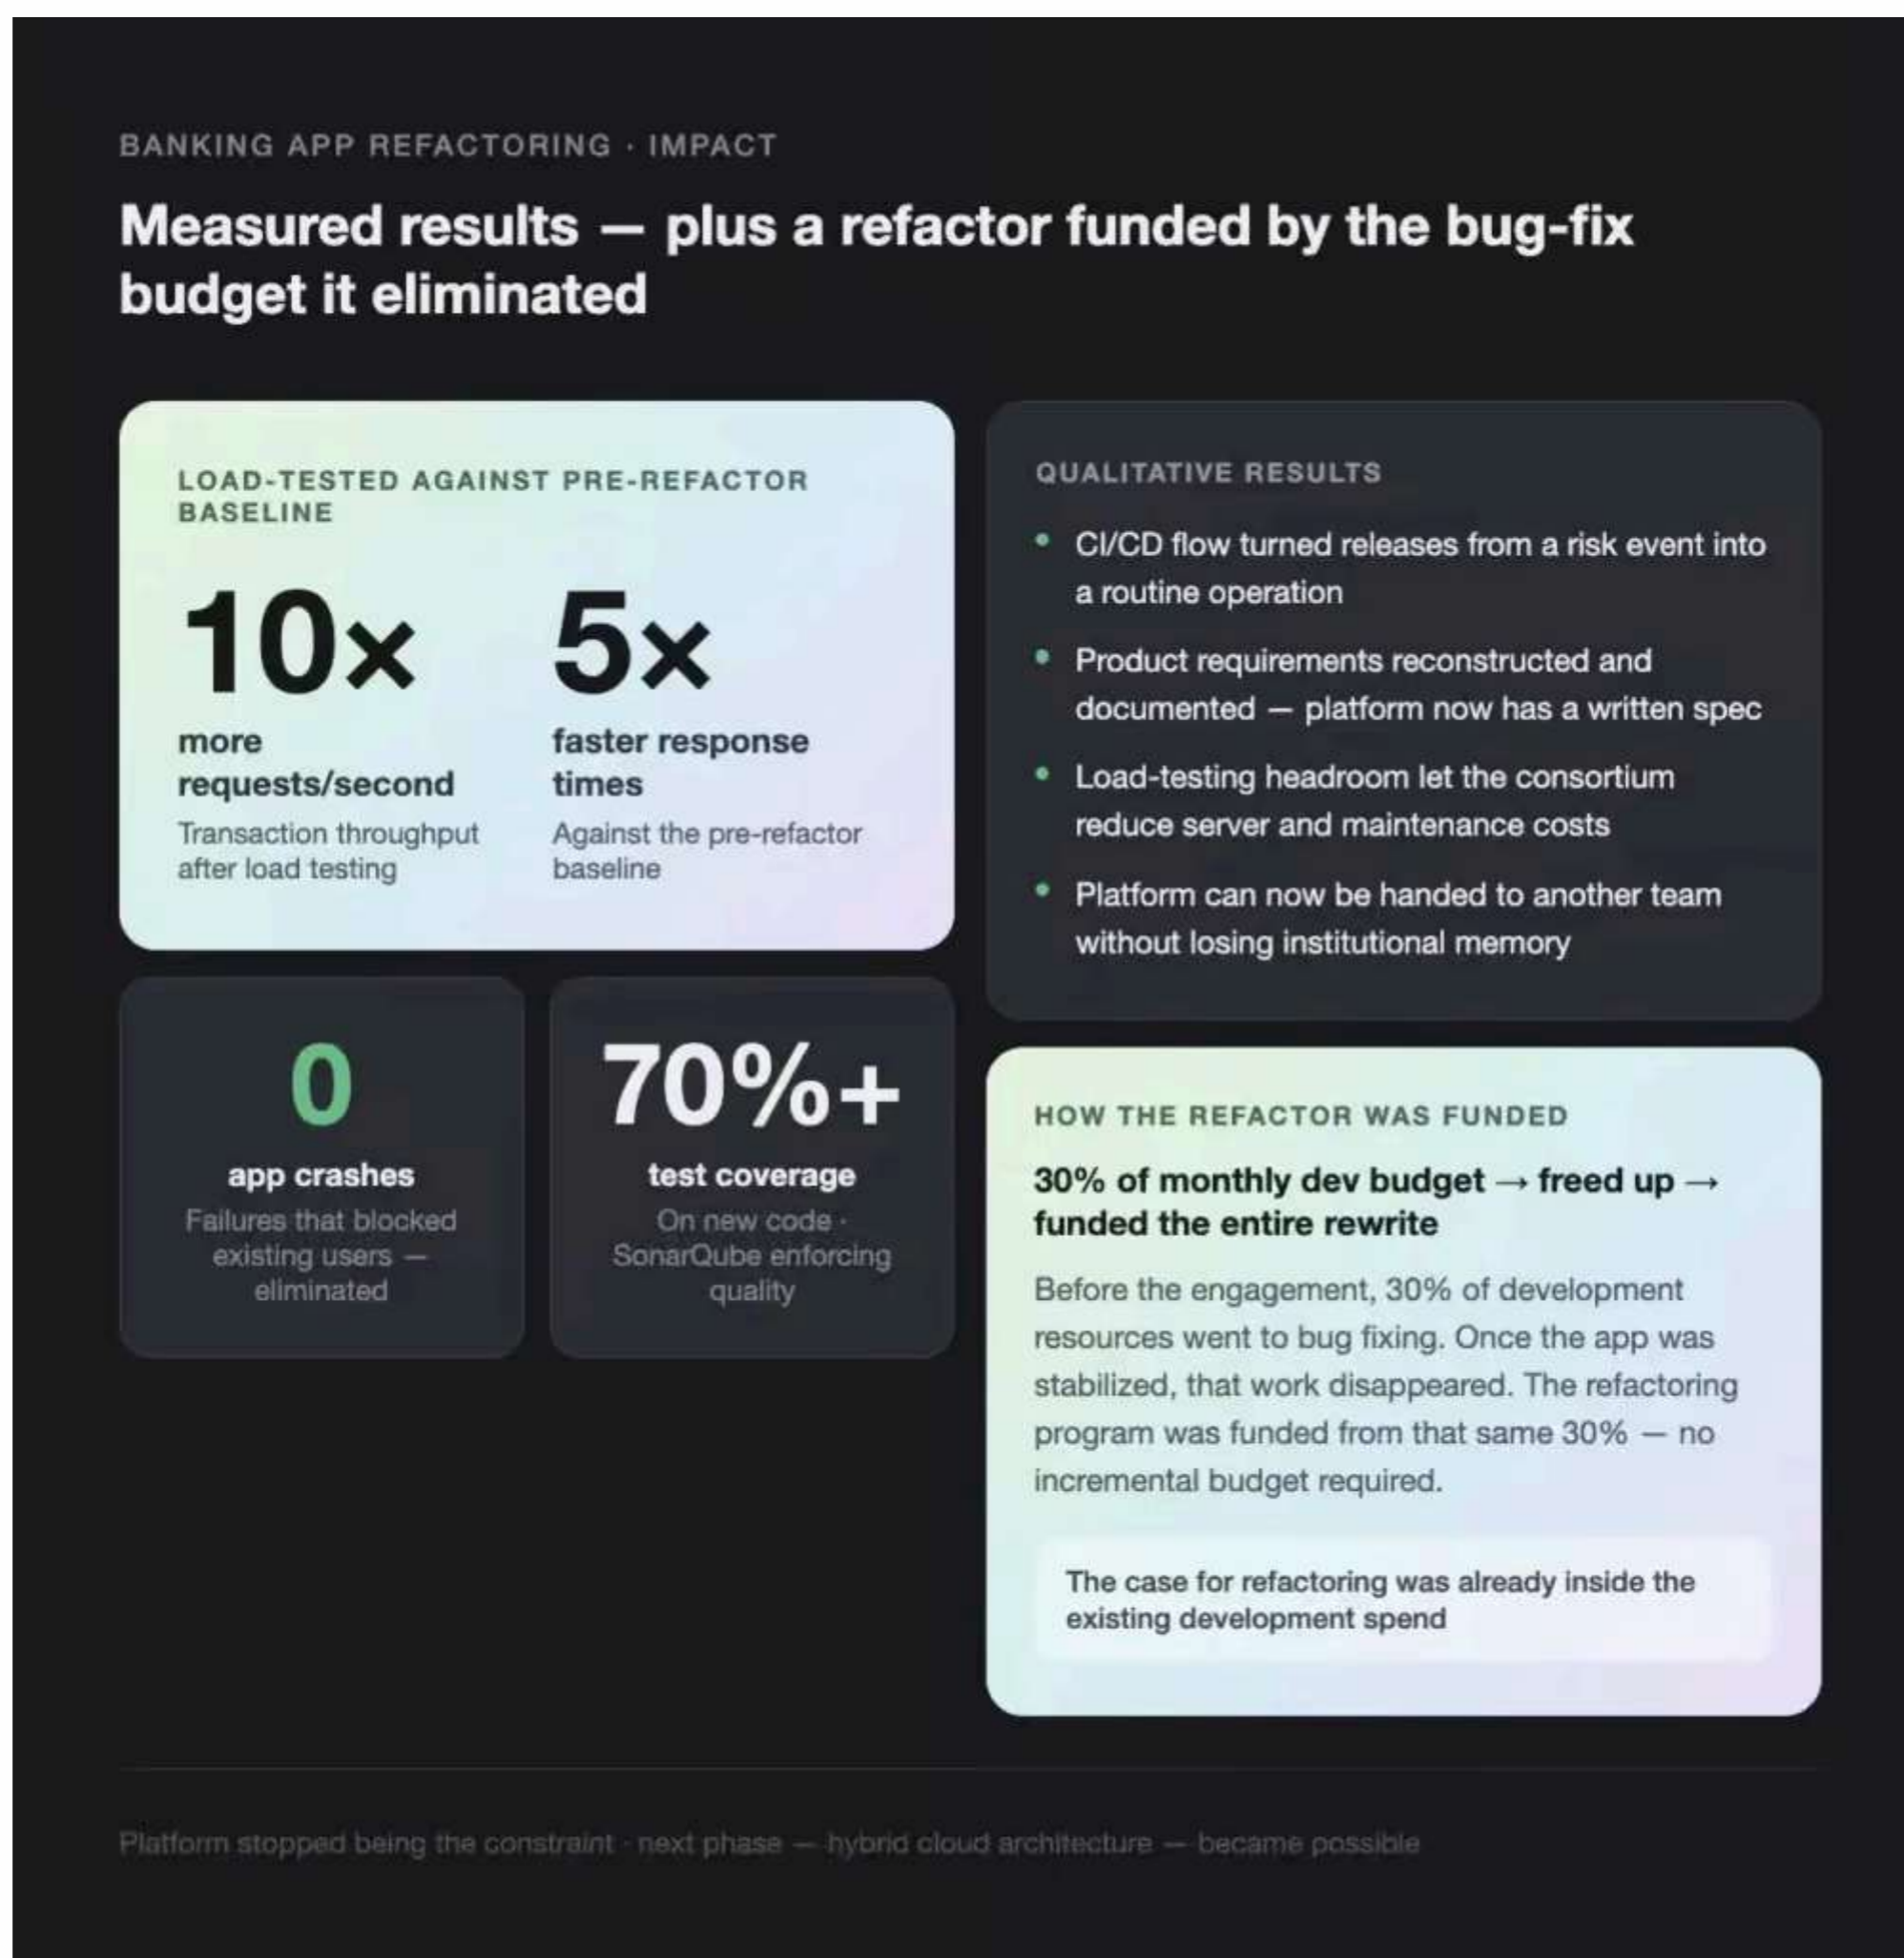 BANKING APP REFACTORING · IMPACT
Measured results — plus a refactor funded by the bug-fix
budget it eliminated
LOAD-TESTED AGAINST PRE-REFACTOR
BASELINE
10×
more
requests/second
Transaction throughput
after load testing
5×
faster response
times
Against the pre-refactor
baseline
0
app crashes
Failures that blocked
existing users —
eliminated
70%+
test coverage
On new code ·
SonarQube enforcing
quality
QUALITATIVE RESULTS
• CI/CD flow turned releases from a risk event into
a routine operation
• Product requirements reconstructed and
documented — platform now has a written spec
• Load-testing headroom let the consortium
reduce server and maintenance costs
• Platform can now be handed to another team
without losing institutional memory
HOW THE REFACTOR WAS FUNDED
30% of monthly dev budget → freed up →
funded the entire rewrite
Before the engagement, 30% of development
resources went to bug fixing. Once the app was
stabilized, that work disappeared. The refactoring
program was funded from that same 30% — no
incremental budget required.
The case for refactoring was already inside the
existing development spend
Platform stopped being the constraint · next phase — hybrid cloud architecture — became possible